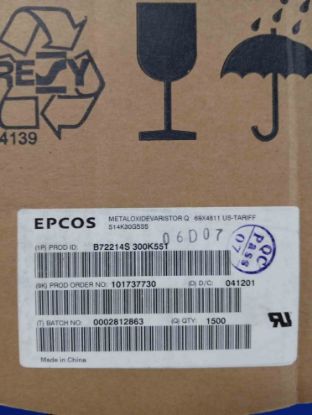 RESY
4139
EPCOS
METALOXIDEVARISTOR Q 69X4811 US-TARIFF
S14K30GS5S
06D07
QC
Pass
07
(1P) PROD ID: B72214S 300K551
(9K) PROD ORDER NO: 101737730 (D) D/C: 041201
(T) BATCH NO: 0002812863 (Q) QTY: 1500
Made in China